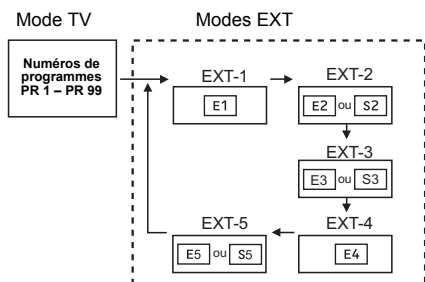 Mode TV
Modes EXT
Numéros de
programmes
PR 1 – PR 99
EXT-1
E1
EXT-2
E2 ou S2
EXT-3
E3 ou S3
EXT-4
E4
EXT-5
E5 ou S5